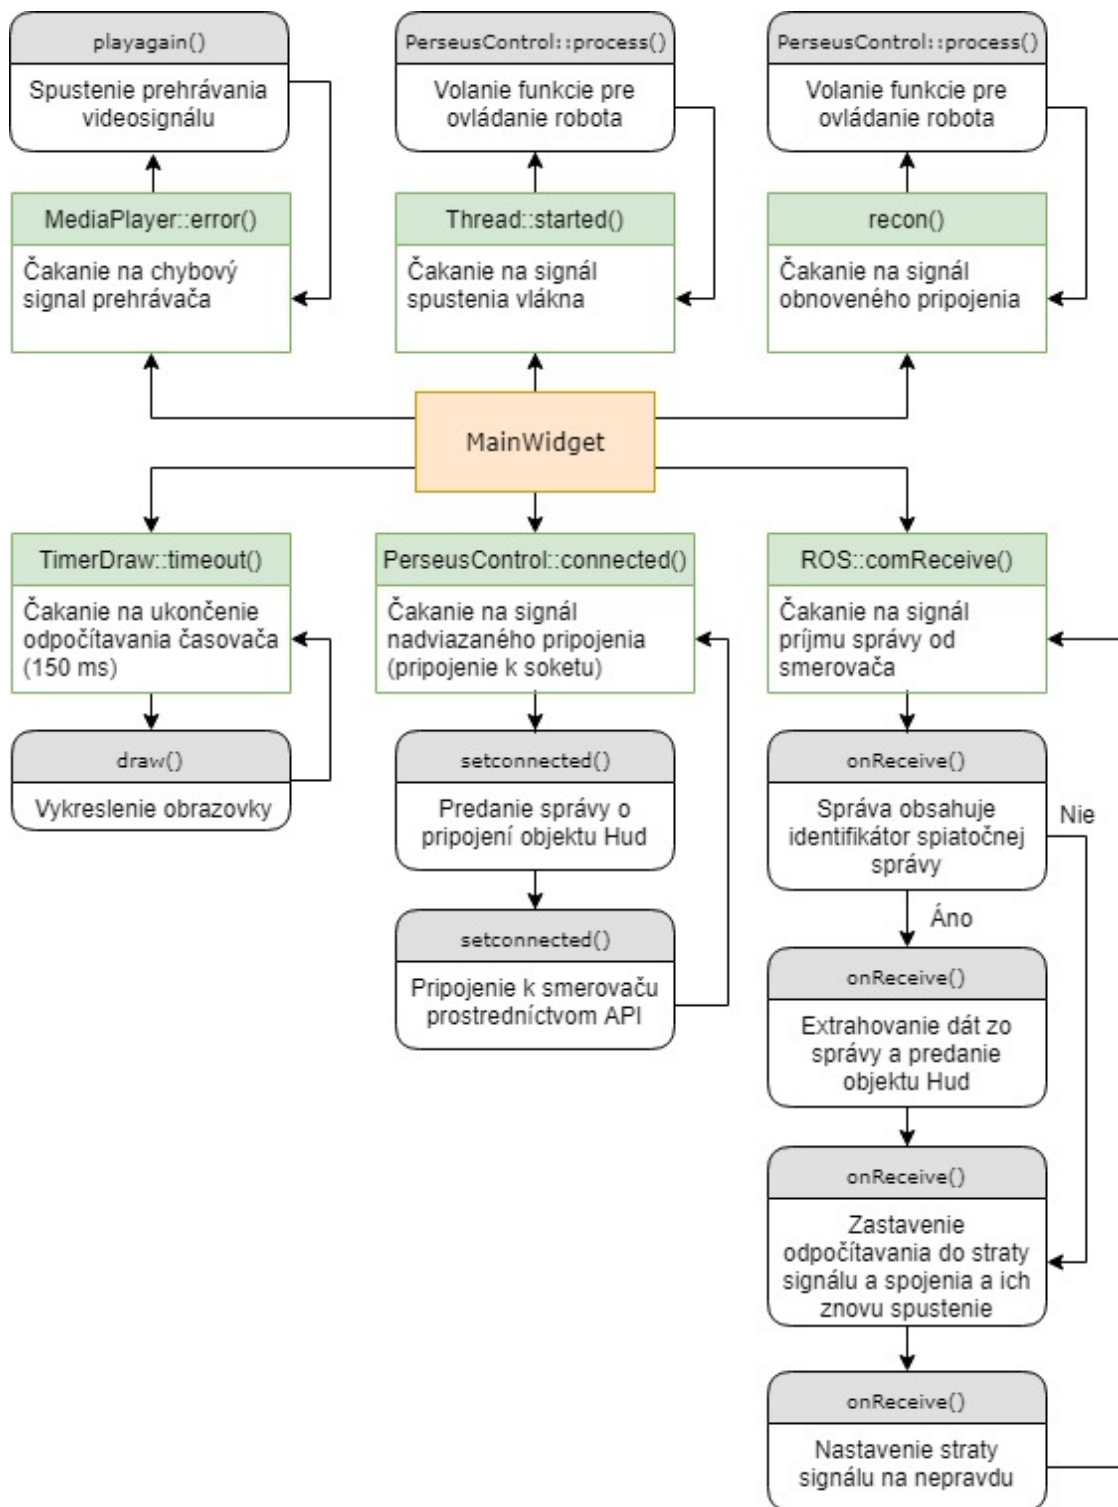 playagain()
Spustenie prehrávania
videosignálu
PerseusControl::process()
Volanie funkcie pre
ovládanie robota
PerseusControl::process()
Volanie funkcie pre
ovládanie robota
MediaPlayer::error()
Čakanie na chybový
signal prehrávača
Thread::started()
Čakanie na signál
spustenia vlákna
recon()
Čakanie na signál
obnoveného pripojenia
MainWidget
TimerDraw::timeout()
Čakanie na ukončenie
odpočítavania časovača
(150 ms)
draw()
Vykreslenie obrazovky
PerseusControl::connected()
Čakanie na signál
nadviazaného pripojenia
(pripojenie k soketu)
setconnected()
Predanie správy o
pripojení objektu Hud
setconnected()
Pripojenie k smerovaču
prostredníctvom API
ROS::comReceive()
Čakanie na signál
príjmu správy od
smerovača
onReceive()
Správa obsahuje
identifikátor spiatočnej
správy
Nie
Áno
onReceive()
Extrahovanie dát zo
správy a predanie
objektu Hud
onReceive()
Zastavenie
odpočítavania do straty
signálu a spojenia a ich
znovu spustenie
onReceive()
Nastavenie straty
signálu na nepravdu